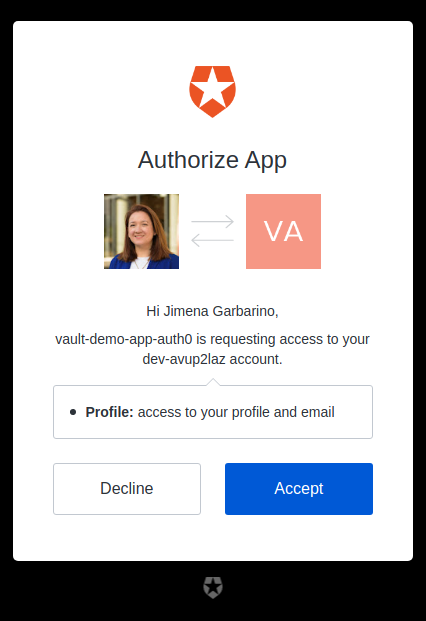 Authorize App
VA
Hi Jimena Garbarino,
vault-demo-app-auth0 is requesting access to your
dev-avup2laz account.
Profile: access to your profile and email
Decline
Accept